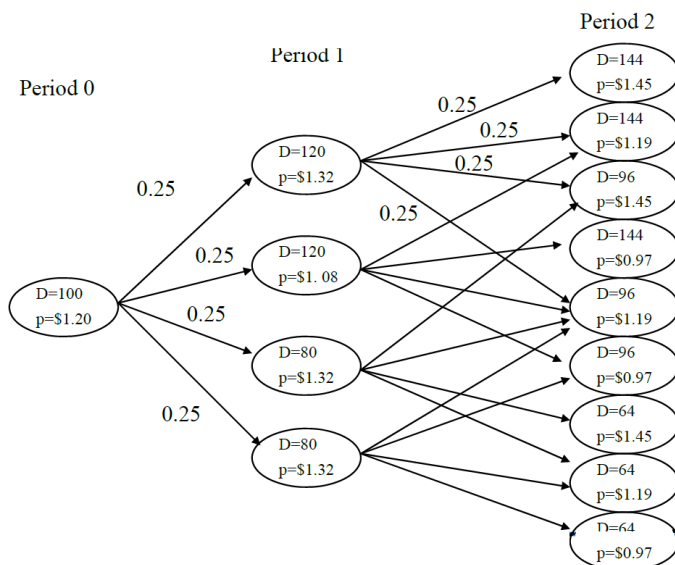 Period 0
Period 1
Period 2
D=100
p=$1.20
0.25
0.25
0.25
0.25
D=120
p=$1.32
D=120
p=$1. 08
D=80
p=$1.32
D=80
p=$1.32
0.25
0.25
0.25
0.25
D=144
p=$1.45
D=144
p=$1.19
D=96
p=$1.45
D=144
p=$0.97
D=96
p=$1.19
D=96
p=$0.97
D=64
p=$1.45
D=64
p=$1.19
D=64
p=$0.97